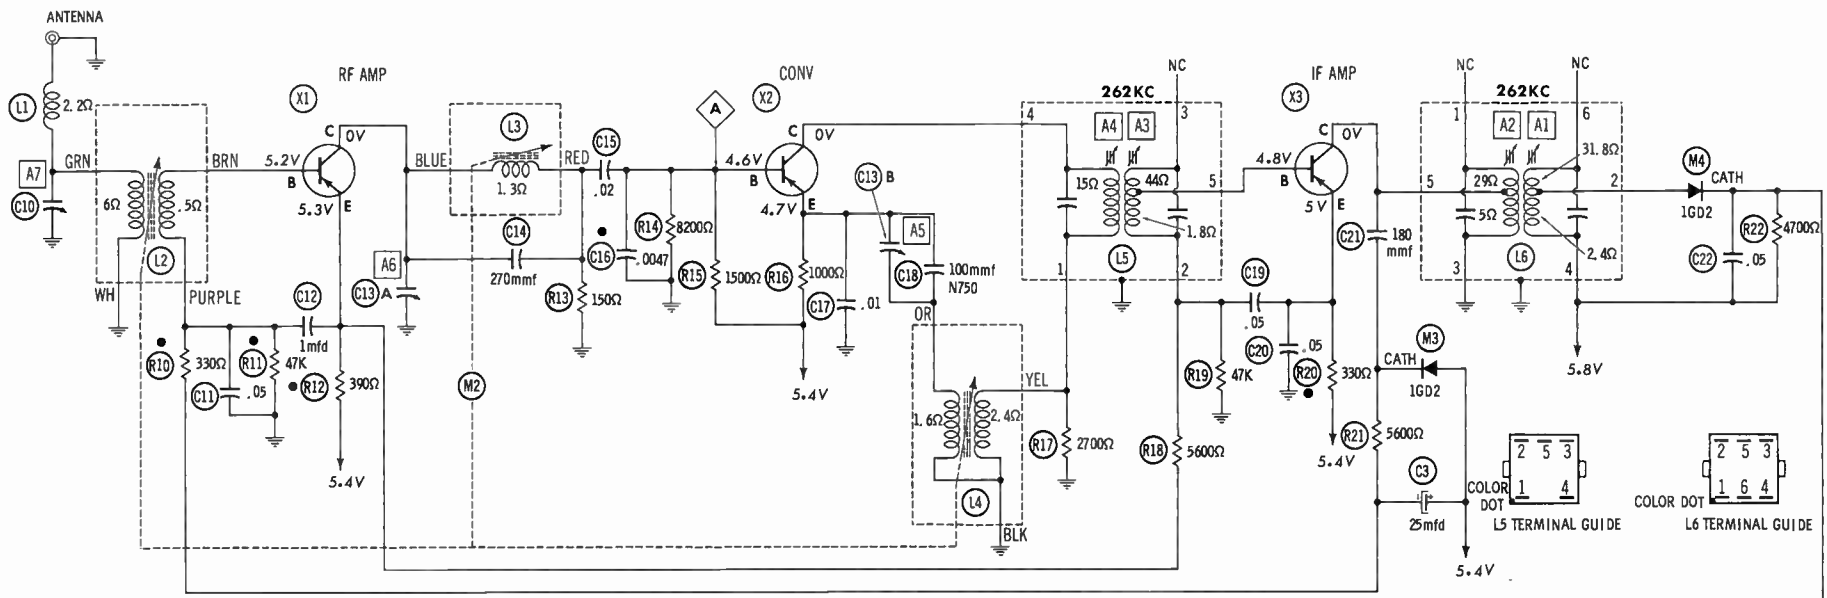 ANTENNA
L1
2.2Ω
A7
C10
GRN
BRN
6Ω
.5Ω
L2
WH
PURPLE
RF AMP
X1
5.2V
B
C
0V
5.3V
E
R10
330Ω
C11
.05
R11
47K
C12
1mfd
R12
390Ω
5.4V
BLUE
L3
1.3Ω
RED
A6
C13 A
C14
270mmf
M2
C15
.02
R13
150Ω
C16
.0047
R14
8200Ω
A
CONV
X2
4.6V
B
C
0V
4.7V
E
R15
1500Ω
R16
1000Ω
C17
.01
5.4V
C13 B
A5
C18
100mmf
N750
OR
1.6Ω
2.4Ω
L4
YEL
BLK
R17
2700Ω
262KC
4
A4
A3
NC
3
15Ω
44Ω
1.8Ω
5
1
L5
2
R18
5600Ω
R19
47K
C19
.05
C20
.05
IF AMP
X3
4.8V
B
C
0V
E
5V
R20
330Ω
5.4V
C21
180
mmf
CATH
M3
1GD2
R21
5600Ω
C3
25mfd
5.4V
NC
262KC
NC
1
A2
A1
6
31.8Ω
5
29Ω
5Ω
2
2.4Ω
3
L6
4
5.8V
M4
CATH
1GD2
C22
.05
R22
4700Ω
2 5 3
1 4
COLOR
DOT
L5 TERMINAL GUIDE
2 5 3
1 6 4
COLOR DOT
L6 TERMINAL GUIDE